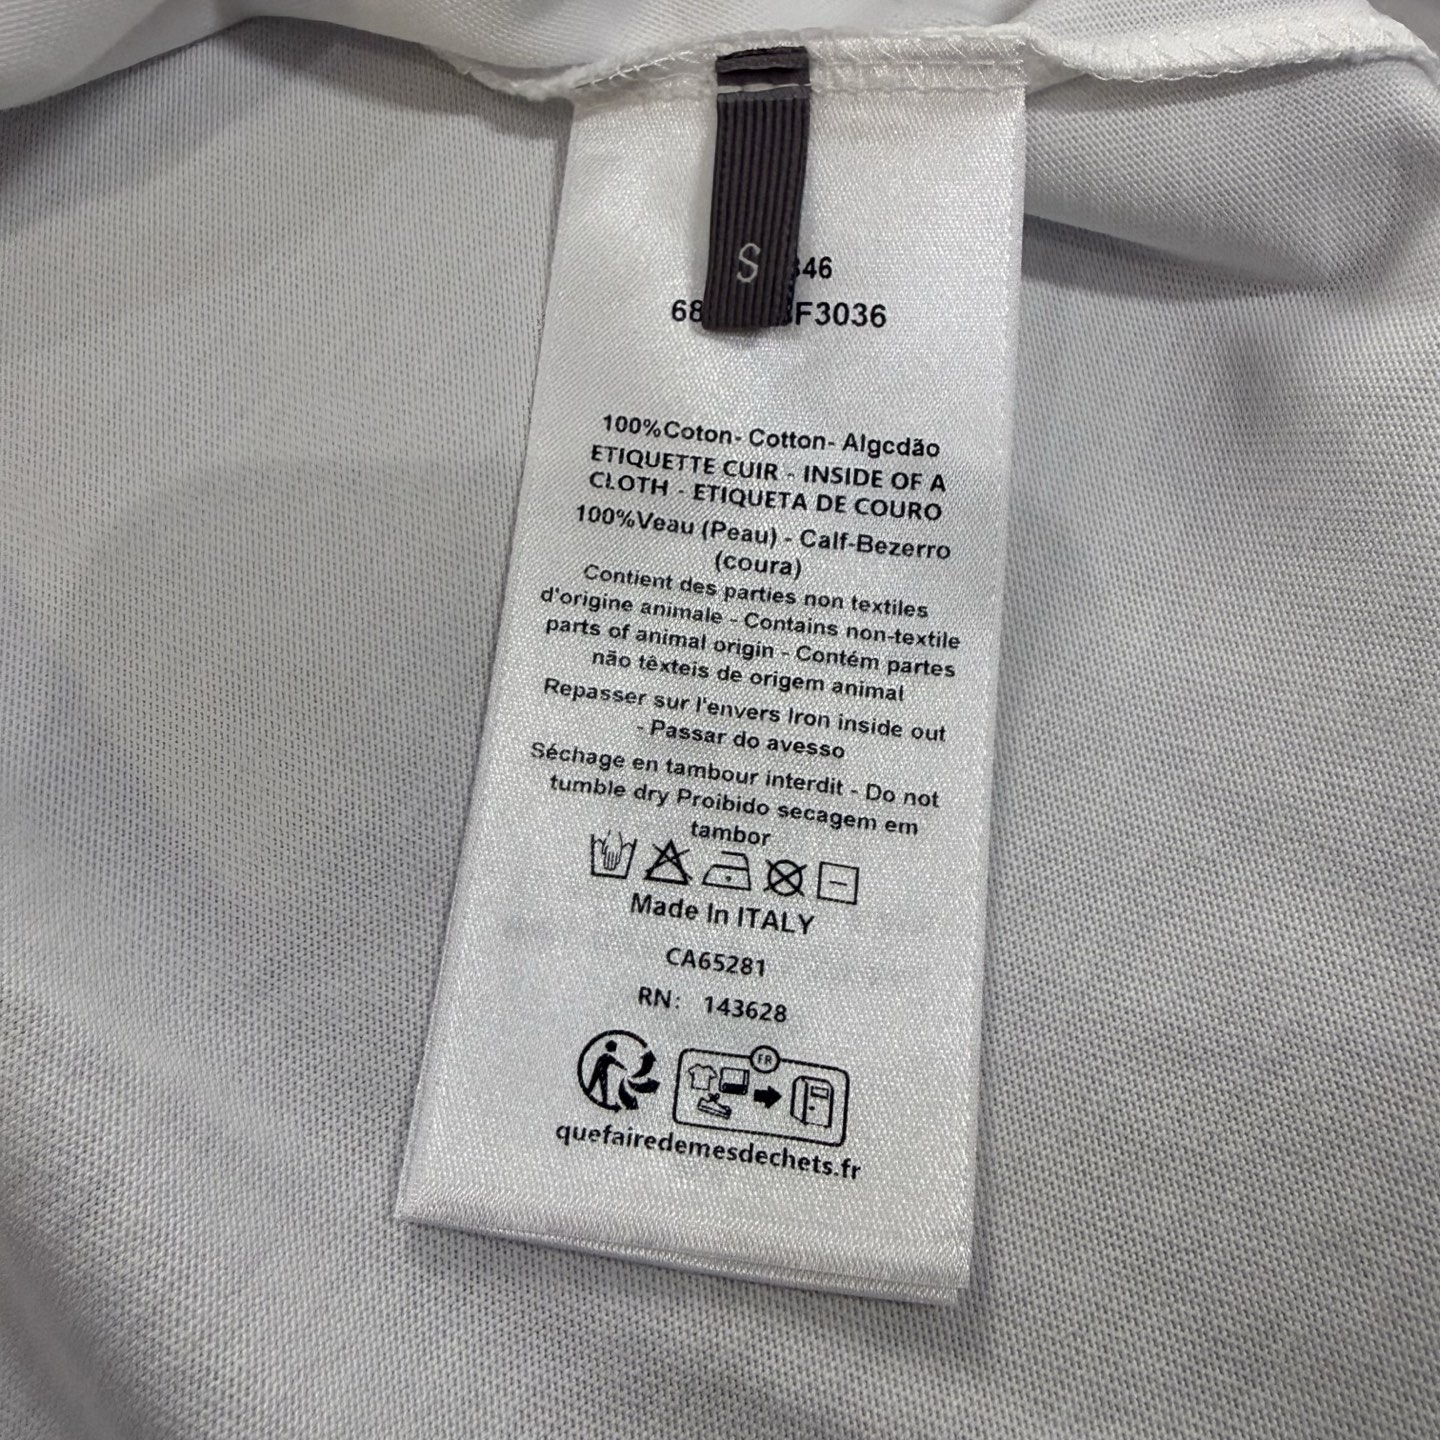 S
46
68 F3036
100%Coton- Cotton- Algcdão
ETIQUETTE CUIR - INSIDE OF A
CLOTH - ETIQUETA DE COURO
100%Veau (Peau) - Calf-Bezerro
(coura)
Contient des parties non textiles
d'origine animale - Contains non-textile
parts of animal origin - Contém partes
não têxteis de origem animal
Repasser sur l'envers Iron inside out
- Passar do avesso
Séchage en tambour interdit - Do not
tumble dry Proibido secagem em
tambor
Made In ITALY
CA65281
RN: 143628
FR
quefairedemesdechets.fr